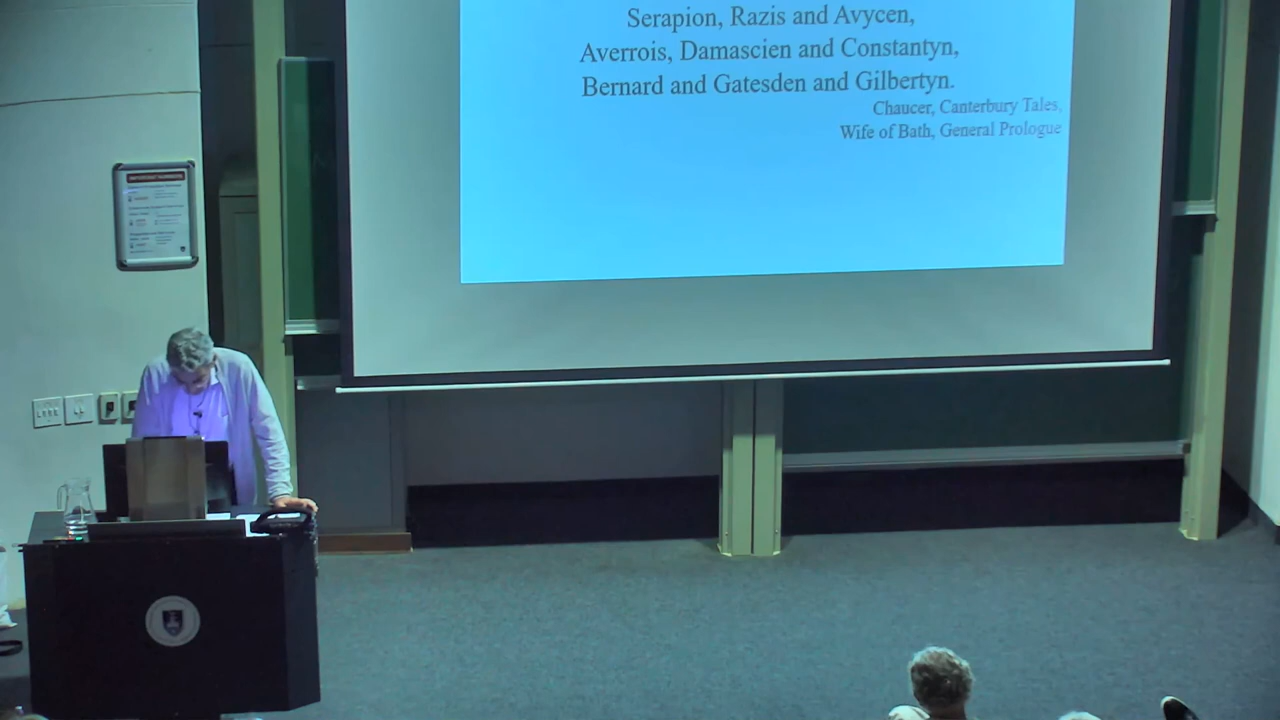 Serapion, Razis and Avycen,
Averrois, Damascien and Constantyn,
Bernard and Gatesden and Gilbertyn.
Chaucer, Canterbury Tales,
Wife of Bath, General Prologue